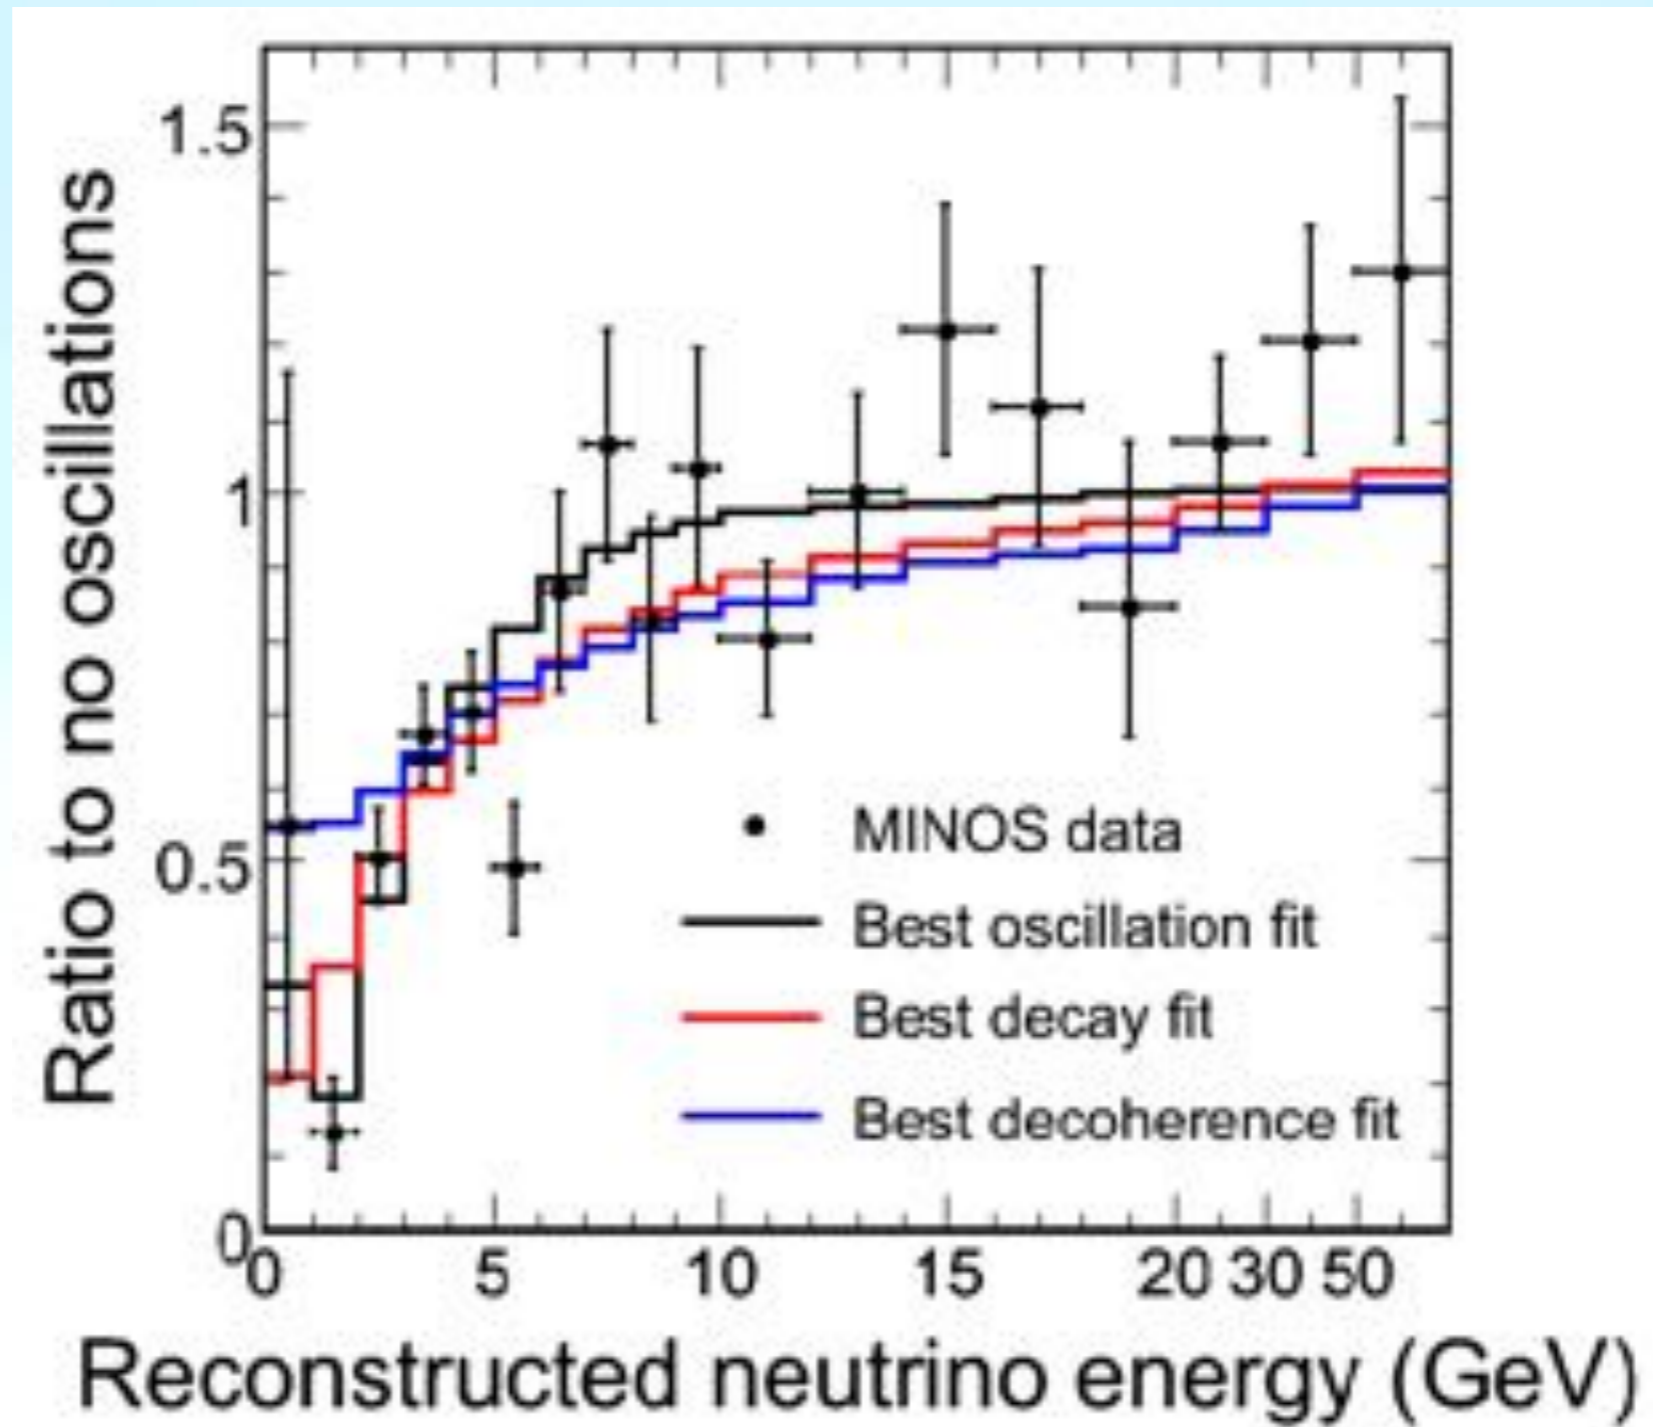 Ratio to no oscillations
1.5
1
0.5
0
MINOS data
Best oscillation fit
Best decay fit
Best decoherence fit
0 5 10 15 20 30 50
Reconstructed neutrino energy (GeV)